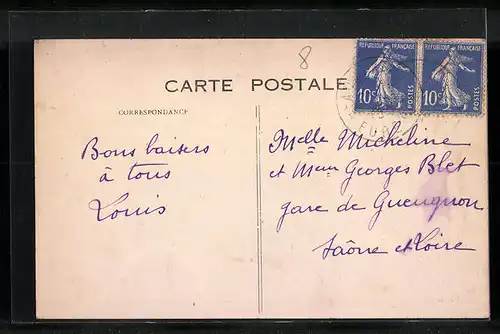 8
RÉPUBLIQUE FRANÇAISE RÉPUBLIQUE FRANÇAISE
10c POSTES 10c POSTES
CARTE POSTALE
CORRESPONDANCE
Bons baisers
à tous
Louis
Melle Micheline
et Meur Georges Blet
gare de Gueugnon
Saône et Loire